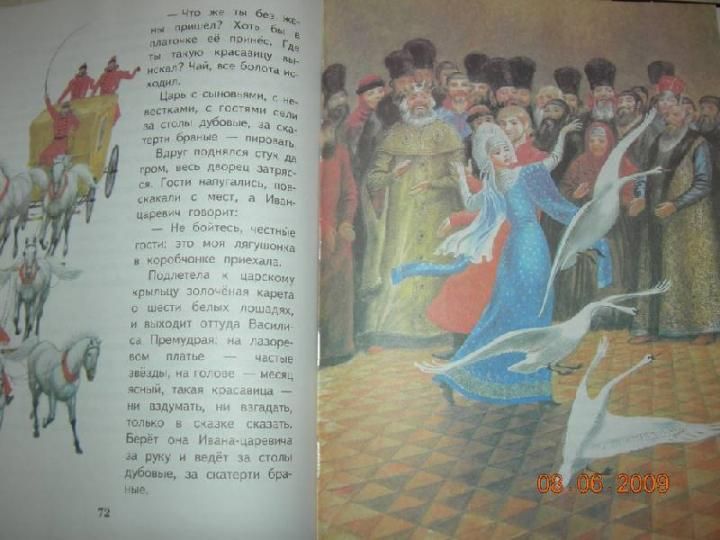 — Что же ты без же-
ны пришел? Хоть бы в
платочке её принёс. Где
ты такую красавицу вы-
искал? Чай, все болота ис-
ходил.
Царь с сыновьями, с не-
вестками, с гостями сели
за столы дубовые, за ска-
терти браные — пировать.
Вдруг поднялся стук да
гром, весь дворец затряс-
ся. Гости напугались, пов-
скакали с мест, а Иван-
царевич говорит:
— Не бойтесь, честные
гости: это моя лягушонка
в коробчонке приехала.
Подлетела к царскому
крыльцу золочёная карета
о шести белых лошадях,
и выходит оттуда Васили-
са Премудрая: на лазоре-
вом платье — частые
звёзды, на голове — месяц
ясный, такая красавица —
ни вздумать, ни взгадать,
только в сказке сказать.
Берёт она Ивана-царевича
за руку и ведёт за столы
дубовые, за скатерти бра-
ные.
72
08.06.2009